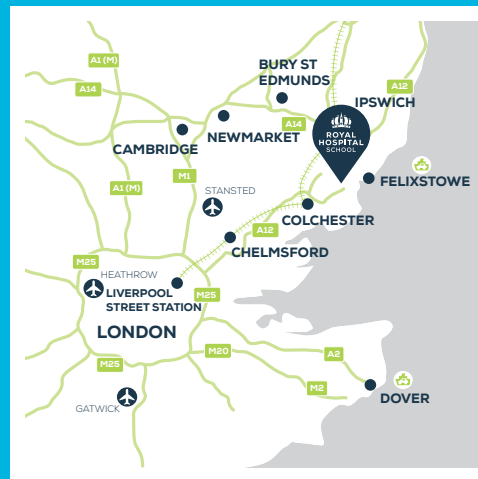 A1 (M)
BURY ST
EDMUNDS
A14
A12
IPSWICH
A14
ROYAL
HOSPITAL
SCHOOL
NEWMARKET
CAMBRIDGE
M1
A1 (M)
STANSTED
FELIXSTOWE
COLCHESTER
A12
CHELMSFORD
M25
HEATHROW
LIVERPOOL
STREET STATION
M25
LONDON
M20
A2
M25
M2
DOVER
GATWICK